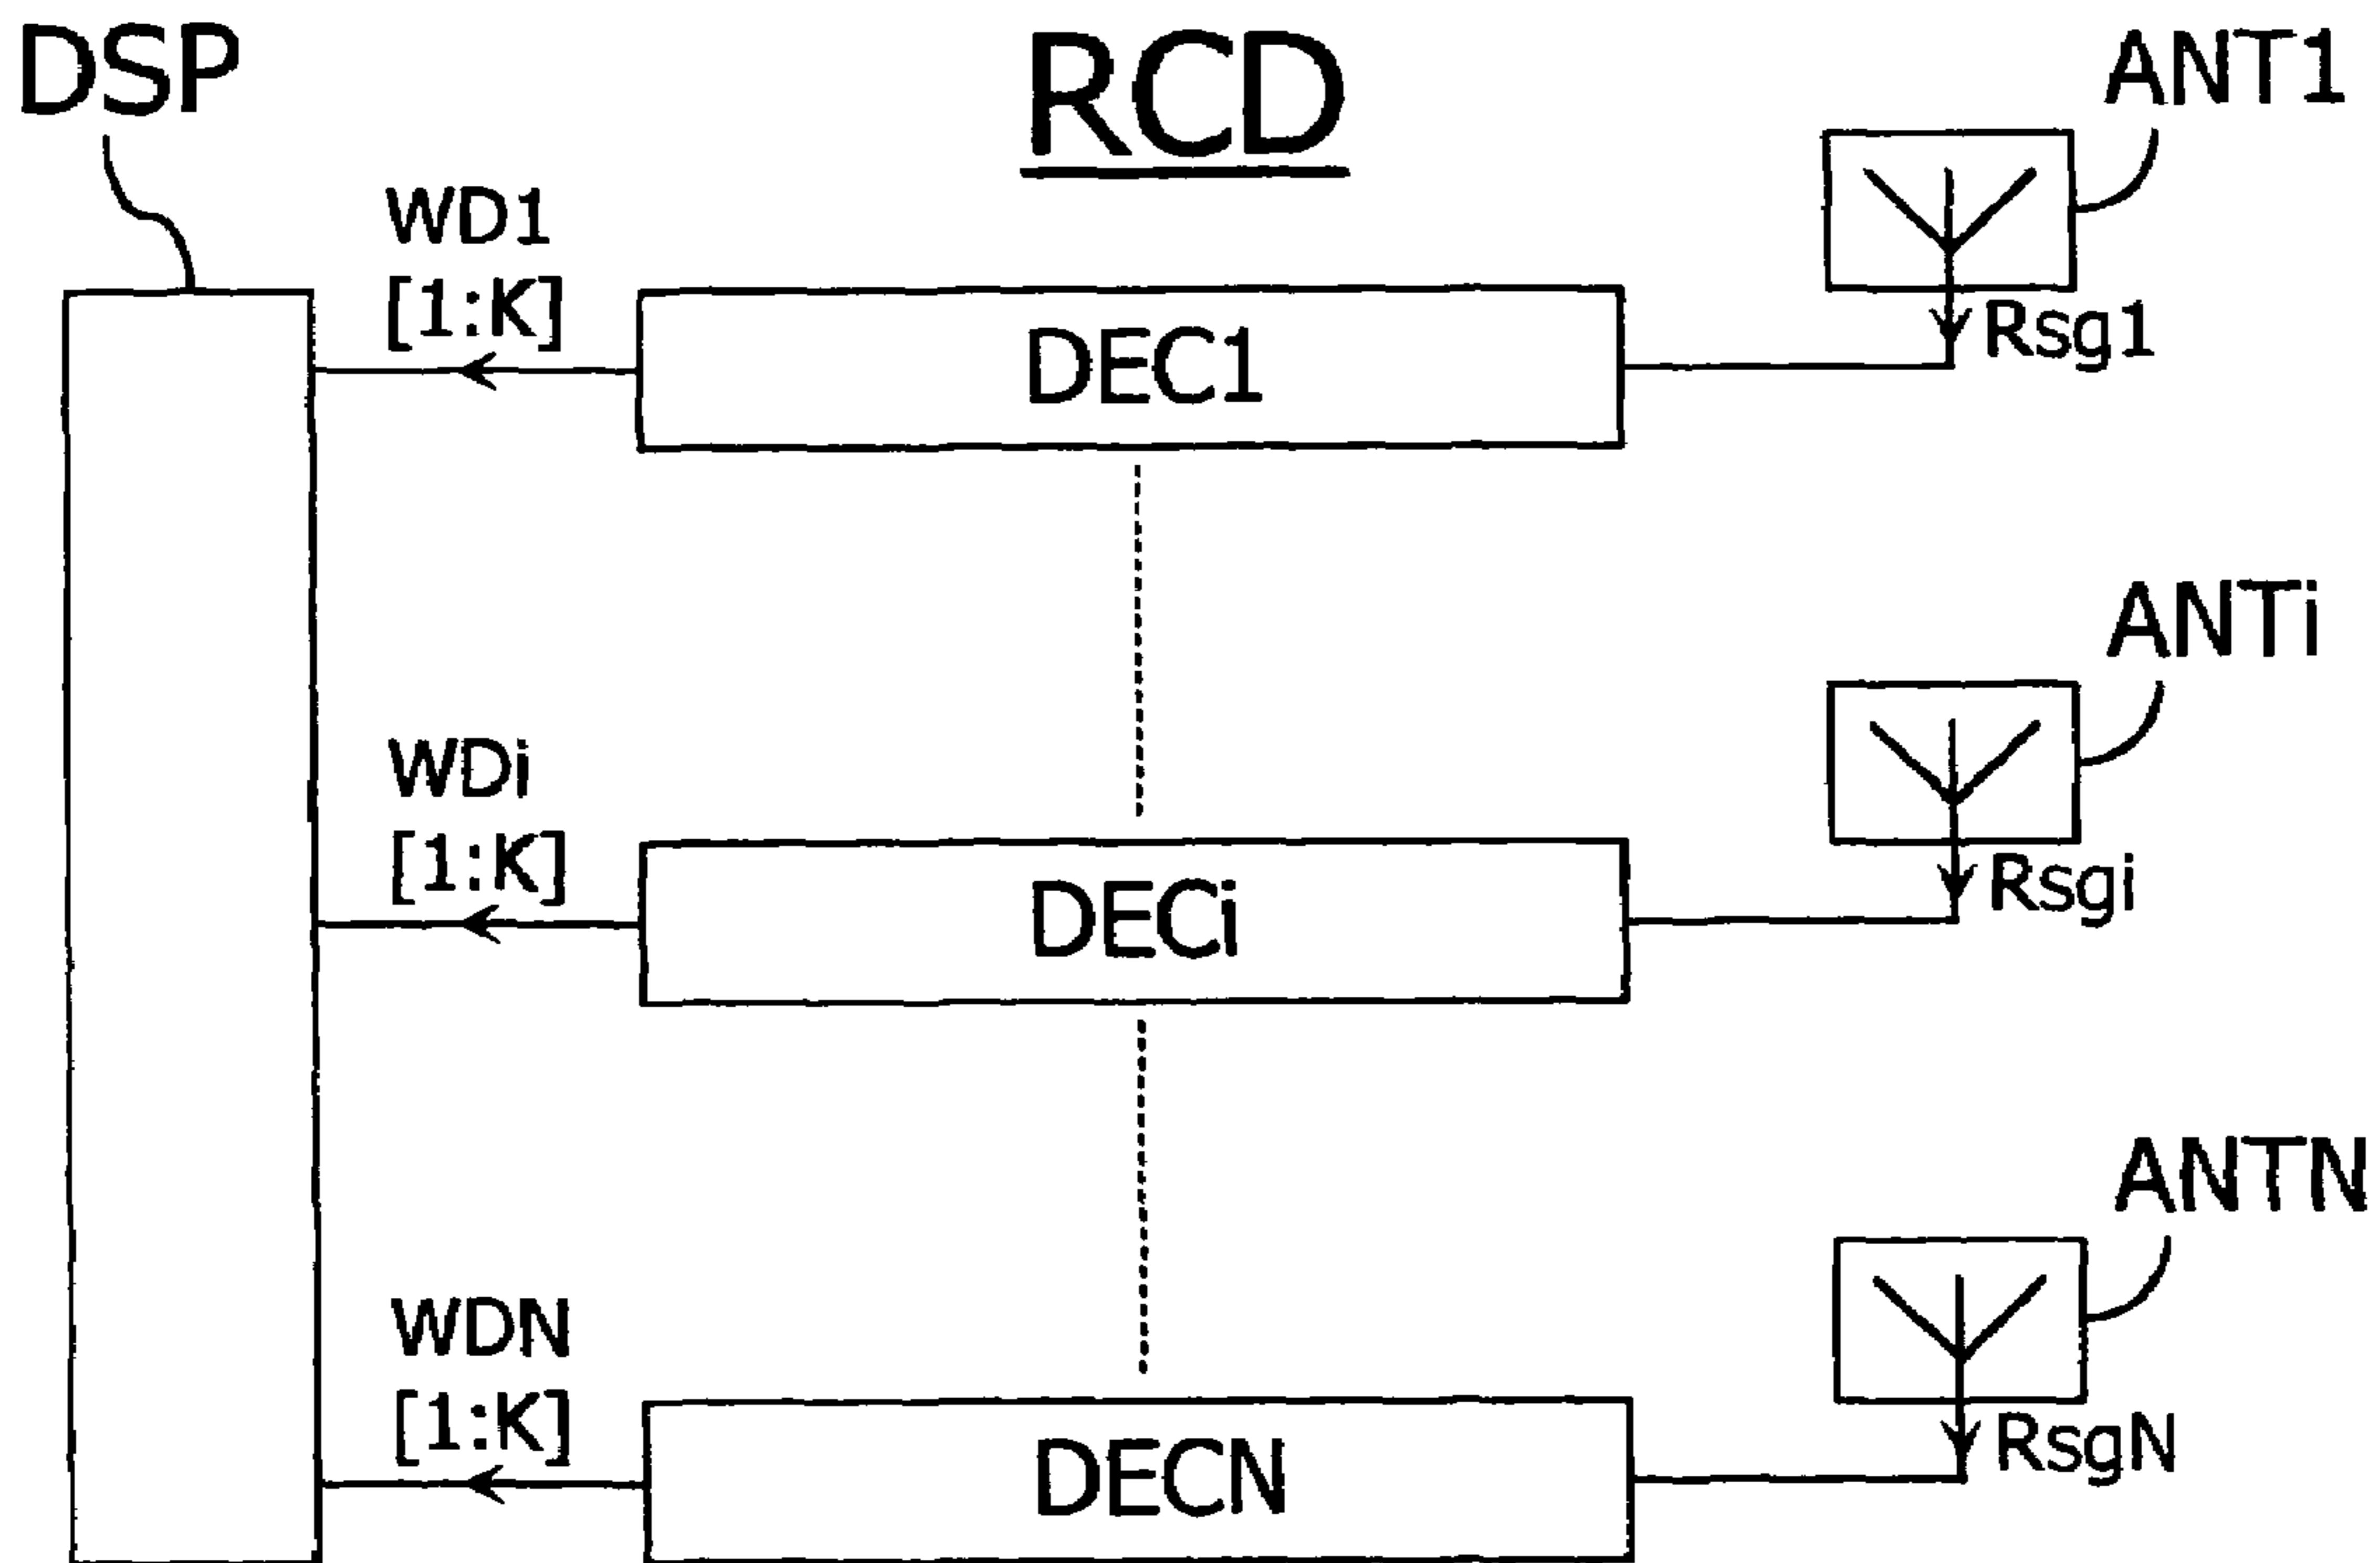 DSP
RCD
ANT1
WD1
[1:K]
DEC1
Rsg1
ANTi
WDi
[1:K]
DECi
Rsgi
ANTN
WDN
[1:K]
DECN
RsgN